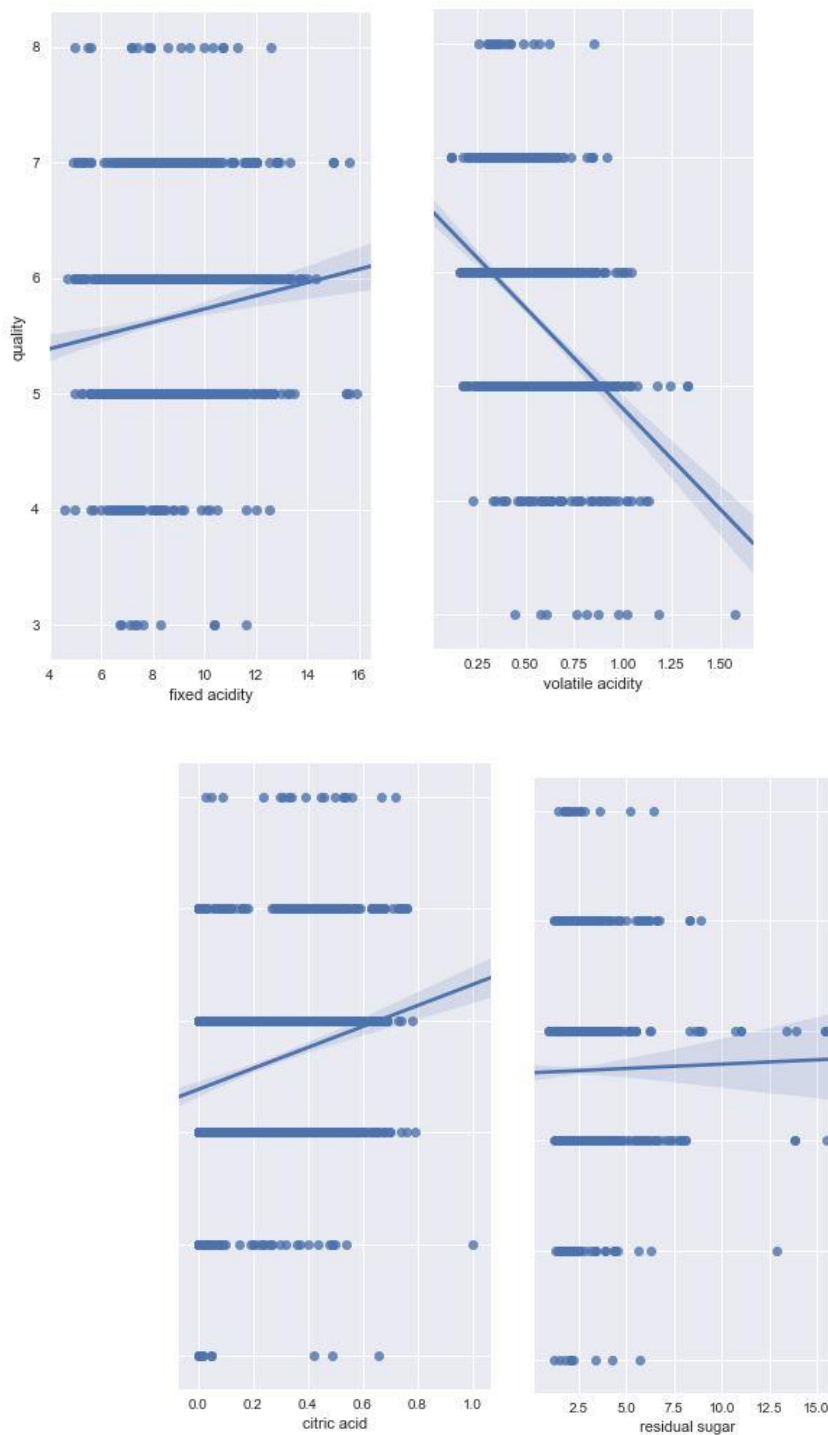 8
7
6
5
4
3
quality
4 6 8 10 12 14 16
fixed acidity
0.25 0.50 0.75 1.00 1.25 1.50
volatile acidity
0.0 0.2 0.4 0.6 0.8 1.0
citric acid
2.5 5.0 7.5 10.0 12.5 15.0
residual sugar